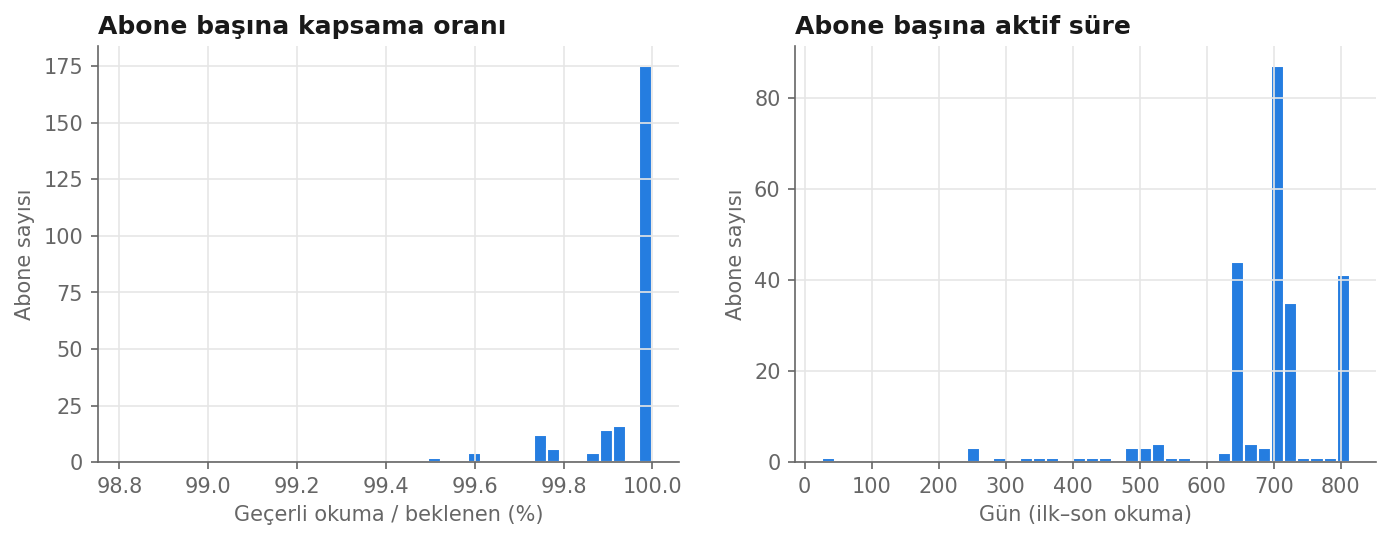 Abone başına kapsama oranı
Abone sayısı
175
150
125
100
75
50
25
0
98.8 99.0 99.2 99.4 99.6 99.8 100.0
Geçerli okuma / beklenen (%)
Abone başına aktif süre
Abone sayısı
80
60
40
20
0
0 100 200 300 400 500 600 700 800
Gün (ilk–son okuma)